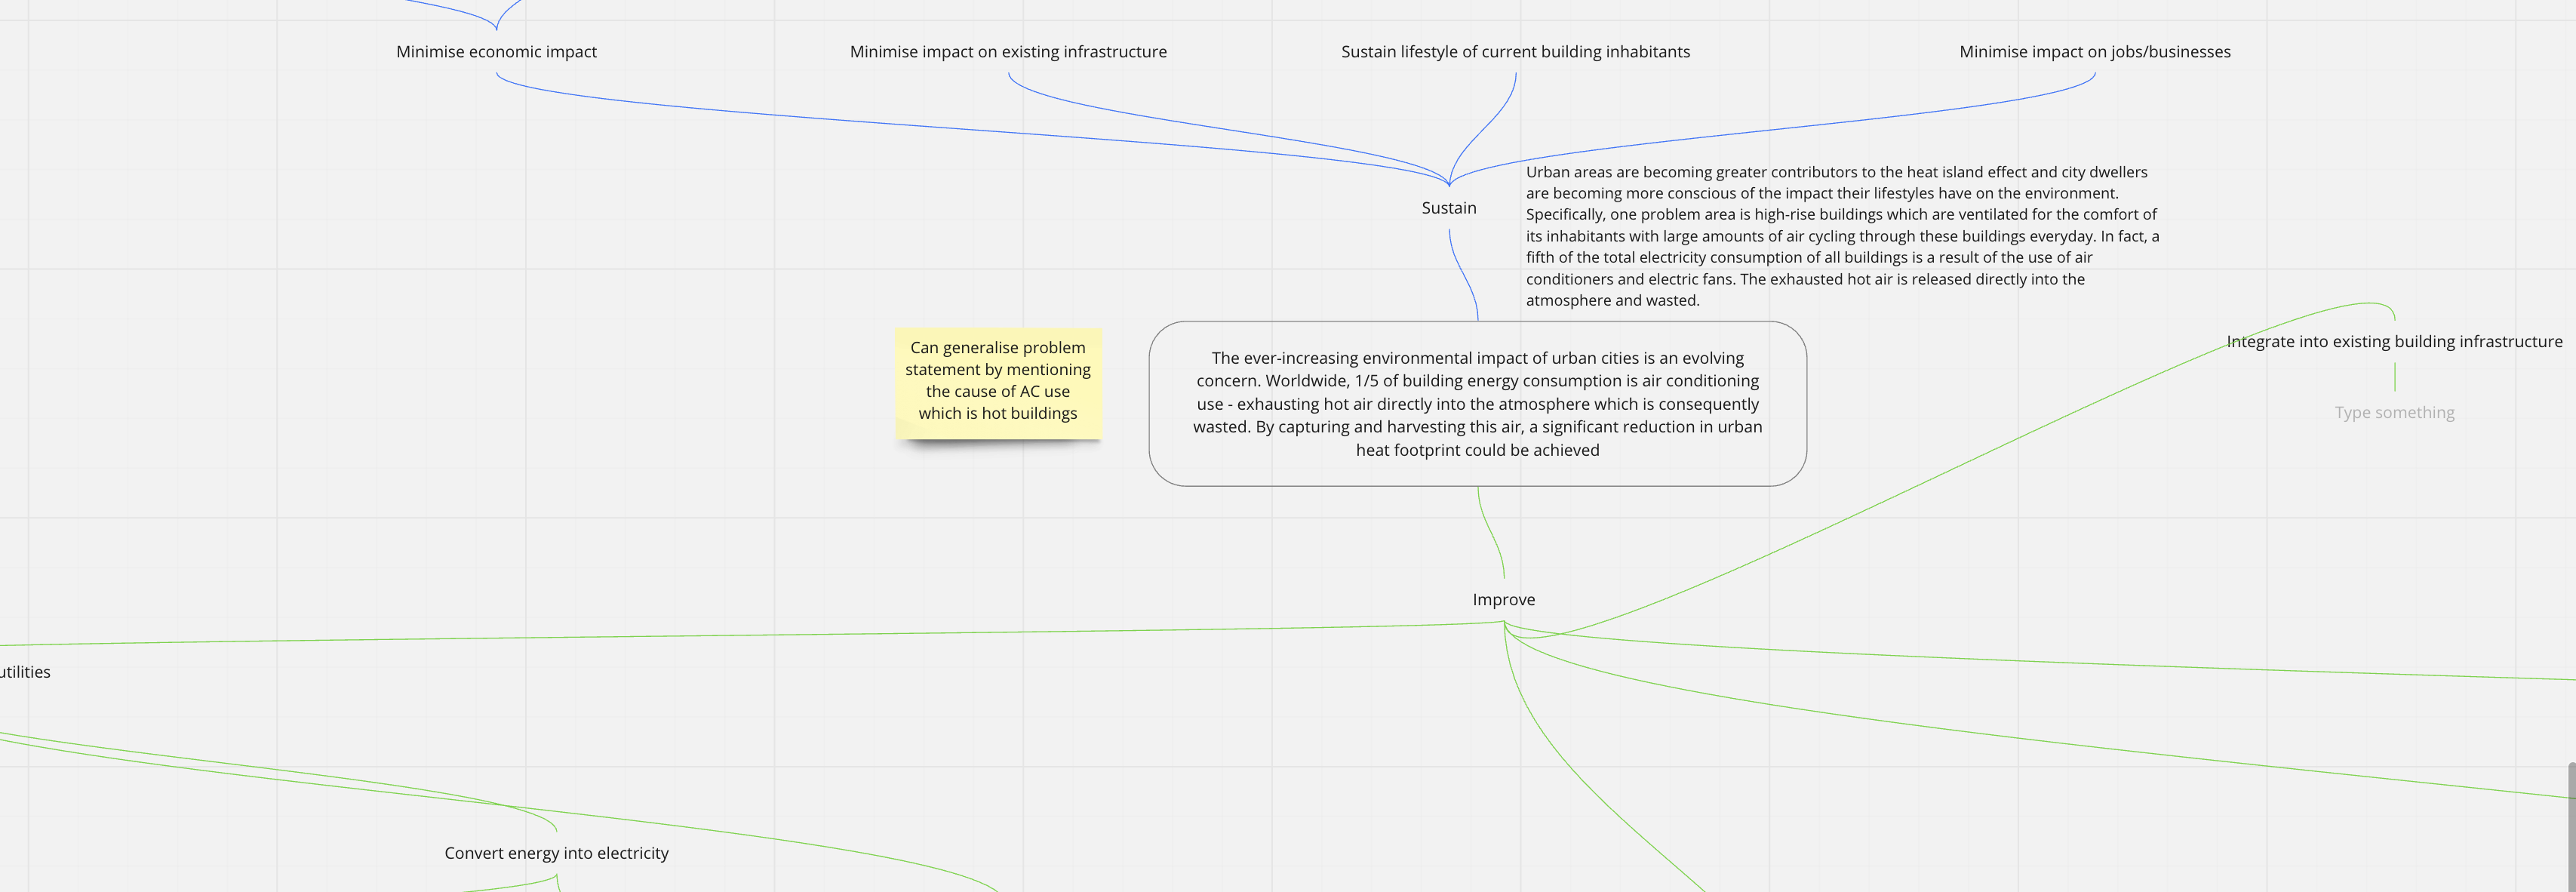 Minimise economic impact
Minimise impact on existing infrastructure
Sustain lifestyle of current building inhabitants
Minimise impact on jobs/businesses
Sustain
Urban areas are becoming greater contributors to the heat island effect and city dwellers
are becoming more conscious of the impact their lifestyles have on the environment.
Specifically, one problem area is high-rise buildings which are ventilated for the comfort of
its inhabitants with large amounts of air cycling through these buildings everyday. In fact, a
fifth of the total electricity consumption of all buildings is a result of the use of air
conditioners and electric fans. The exhausted hot air is released directly into the
atmosphere and wasted.
Can generalise problem
statement by mentioning
the cause of AC use
which is hot buildings
The ever-increasing environmental impact of urban cities is an evolving
concern. Worldwide, 1/5 of building energy consumption is air conditioning
use - exhausting hot air directly into the atmosphere which is consequently
wasted. By capturing and harvesting this air, a significant reduction in urban
heat footprint could be achieved
Integrate into existing building infrastructure
Type something
Improve
utilities
Convert energy into electricity